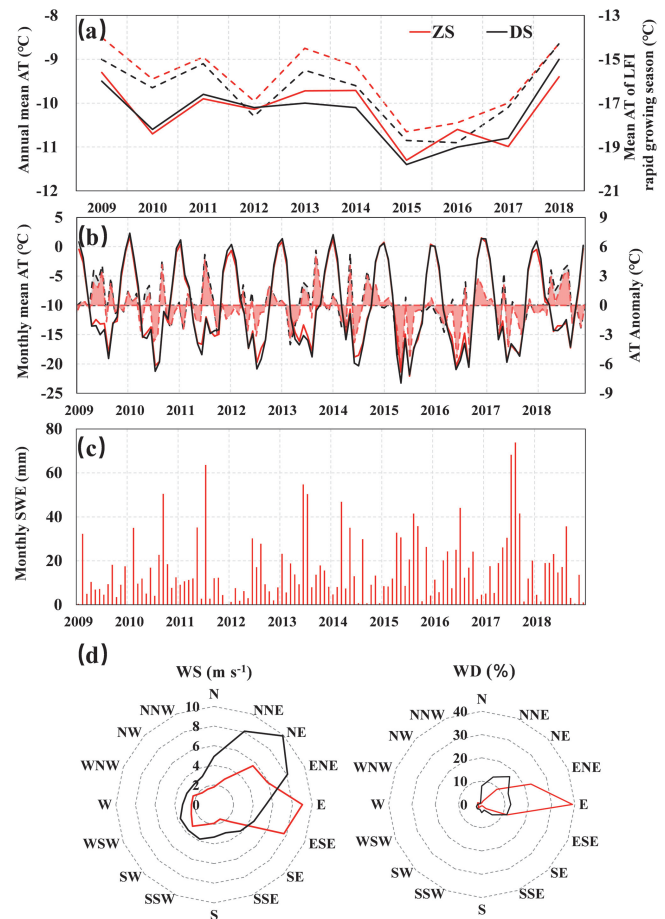 (a)
ZS
DS
Annual mean AT (℃)
-8
-9
-10
-11
-12
-13
-15
-17
-19
-21
Mean AT of LFI
rapid growing season (℃)
2009 2010 2011 2012 2013 2014 2015 2016 2017 2018
(b)
Monthly mean AT (℃)
5
0
-5
-10
-15
-20
-25
9
6
3
0
-3
-6
-9
AT Anomaly (℃)
2009 2010 2011 2012 2013 2014 2015 2016 2017 2018
(c)
Monthly SWE (mm)
80
60
40
20
0
2009 2010 2011 2012 2013 2014 2015 2016 2017 2018
(d)
WS (m s-1)
N
NNE
NE
ENE
E
ESE
SE
SSE
S
SSW
SW
WSW
W
WNW
NW
NNW
10
8
6
4
2
0
WD (%)
N
NNE
NE
ENE
E
ESE
SE
SSE
S
SSW
SW
WSW
W
WNW
NW
NNW
40
30
20
10
0